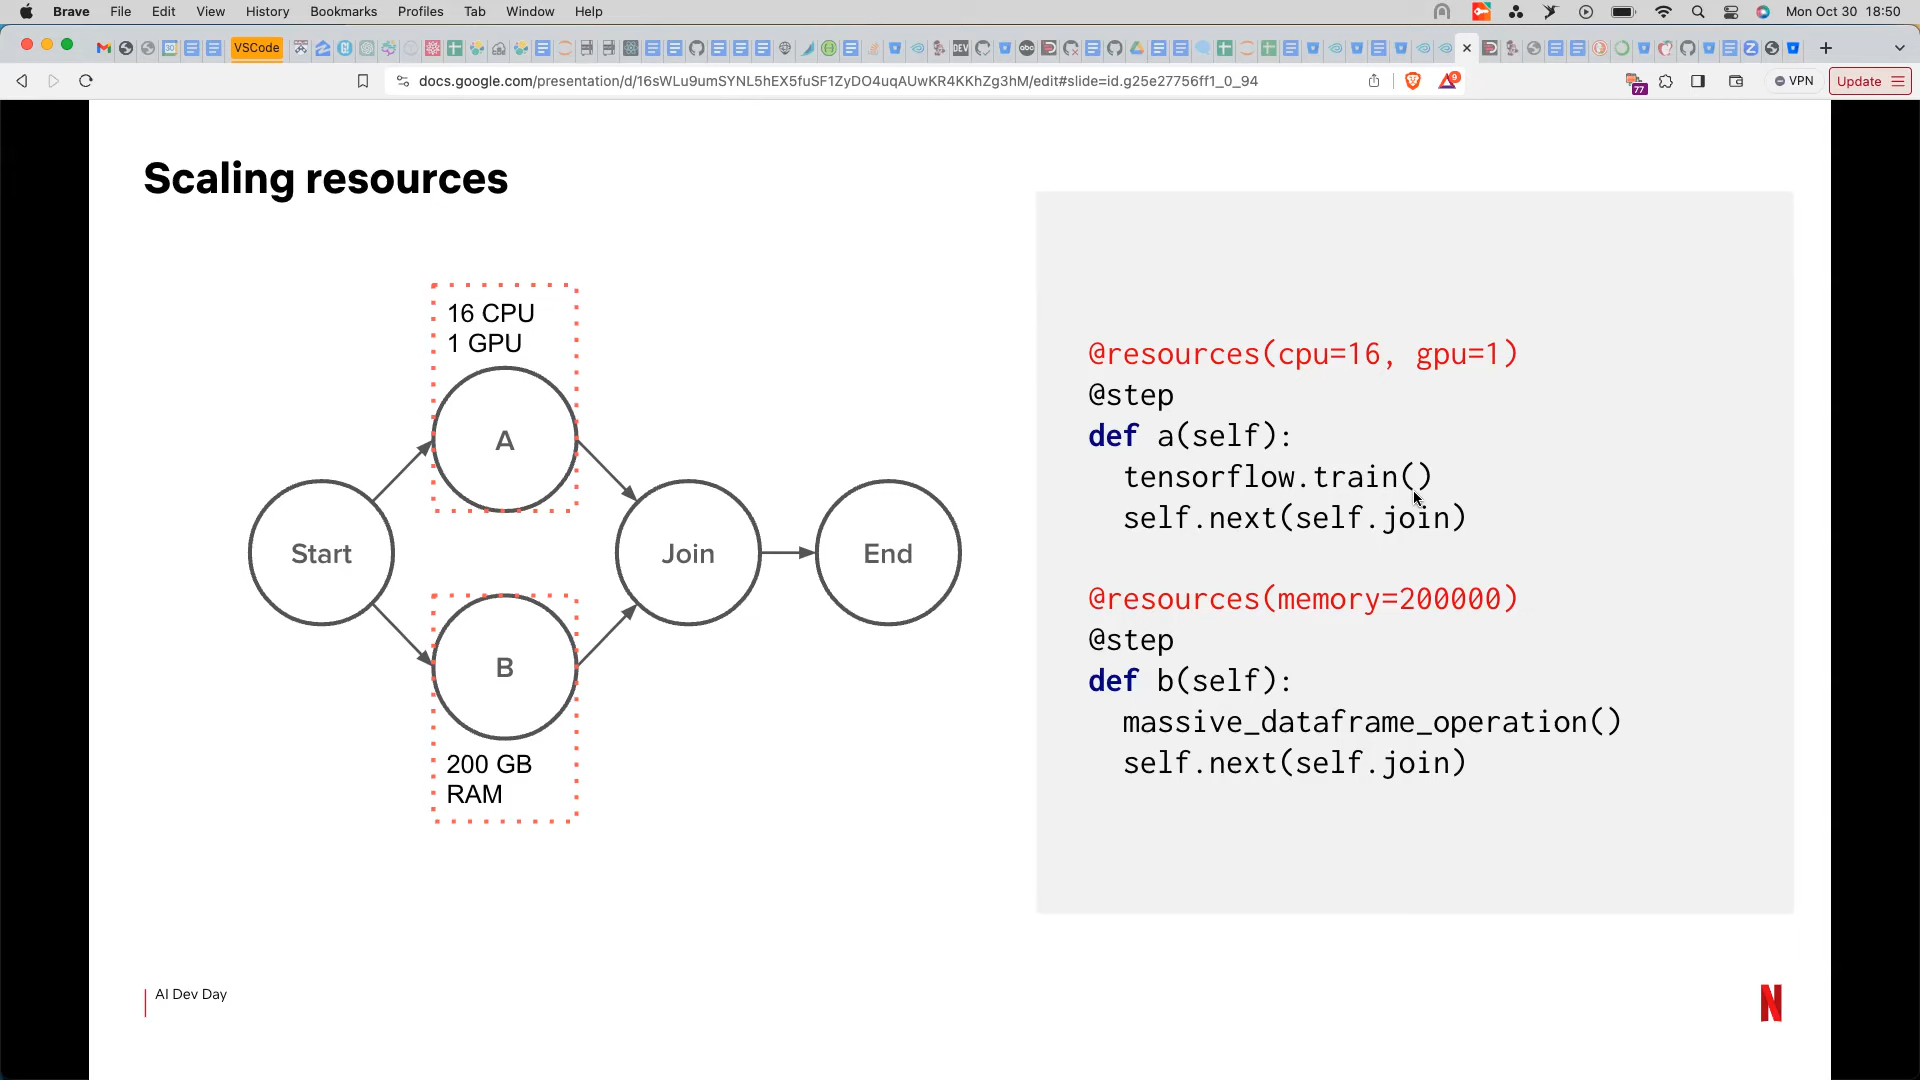 Brave File Edit View History Bookmarks Profiles Tab Window Help Mon Oct 30 18:50
VSCode
docs.google.com/presentation/d/16sWLu9umSYNL5hEX5fuSF1ZyDO4uqAUwKR4KKhZg3hM/edit#slide=id.g25e27756ff1_0_94
9
77
VPN
Update
Scaling resources
16 CPU
1 GPU
A
Start
Join
End
B
200 GB
RAM
@resources(cpu=16, gpu=1)
@step
def a(self):
tensorflow.train()
self.next(self.join)
@resources(memory=200000)
@step
def b(self):
massive_dataframe_operation()
self.next(self.join)
AI Dev Day
N